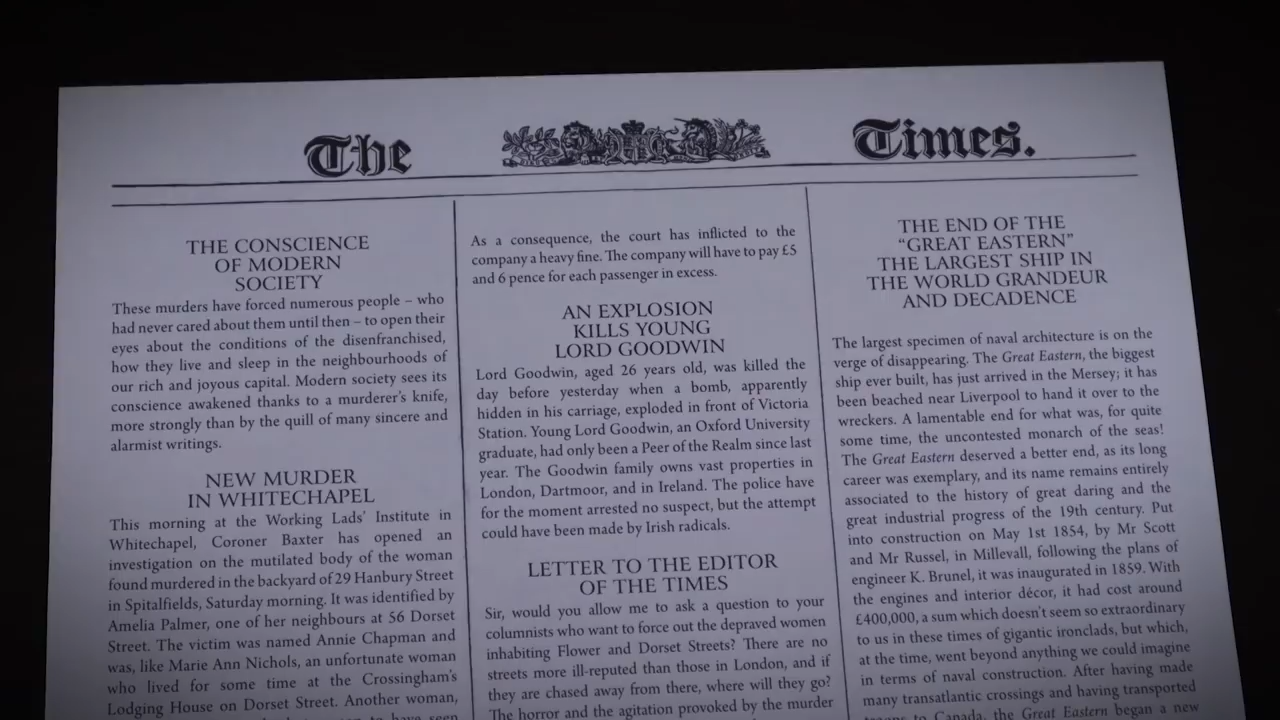 The Times.
THE CONSCIENCE
OF MODERN
SOCIETY
These murders have forced numerous people – who
had never cared about them until then – to open their
eyes about the conditions of the disenfranchised,
how they live and sleep in the neighbourhoods of
our rich and joyous capital. Modern society sees its
conscience awakened thanks to a murderer's knife,
more strongly than by the quill of many sincere and
alarmist writings.
NEW MURDER
IN WHITECHAPEL
This morning at the Working Lads' Institute in
Whitechapel, Coroner Baxter has opened an
investigation on the mutilated body of the woman
found murdered in the backyard of 29 Hanbury Street
in Spitalfields, Saturday morning. It was identified by
Amelia Palmer, one of her neighbours at 56 Dorset
Street. The victim was named Annie Chapman and
was, like Marie Ann Nichols, an unfortunate woman
who lived for some time at the Crossingham's
Lodging House on Dorset Street. Another woman,
to have seen
As a consequence, the court has inflicted to the
company a heavy fine. The company will have to pay £5
and 6 pence for each passenger in excess.
AN EXPLOSION
KILLS YOUNG
LORD GOODWIN
Lord Goodwin, aged 26 years old, was killed the
day before yesterday when a bomb, apparently
hidden in his carriage, exploded in front of Victoria
Station. Young Lord Goodwin, an Oxford University
graduate, had only been a Peer of the Realm since last
year. The Goodwin family owns vast properties in
London, Dartmoor, and in Ireland. The police have
for the moment arrested no suspect, but the attempt
could have been made by Irish radicals.
LETTER TO THE EDITOR
OF THE TIMES
Sir, would you allow me to ask a question to your
columnists who want to force out the depraved women
inhabiting Flower and Dorset Streets? There are no
streets more ill-reputed than those in London, and if
they are chased away from there, where will they go?
The horror and the agitation provoked by the murder
THE END OF THE
“GREAT EASTERN”
THE LARGEST SHIP IN
THE WORLD GRANDEUR
AND DECADENCE
The largest specimen of naval architecture is on the
verge of disappearing. The Great Eastern, the biggest
ship ever built, has just arrived in the Mersey; it has
been beached near Liverpool to hand it over to the
wreckers. A lamentable end for what was, for quite
some time, the uncontested monarch of the seas!
The Great Eastern deserved a better end, as its long
career was exemplary, and its name remains entirely
associated to the history of great daring and the
great industrial progress of the 19th century. Put
into construction on May 1st 1854, by Mr Scott
and Mr Russel, in Millevall, following the plans of
engineer K. Brunel, it was inaugurated in 1859. With
the engines and interior décor, it had cost around
£400,000, a sum which doesn't seem so extraordinary
to us in these times of gigantic ironclads, but which,
at the time, went beyond anything we could imagine
in terms of naval construction. After having made
many transatlantic crossings and having transported
troops to Canada, the Great Eastern began a new